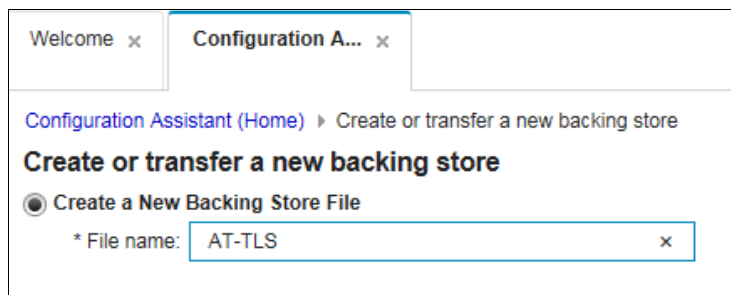 Welcome × Configuration A... ×
Configuration Assistant (Home) ▸ Create or transfer a new backing store
Create or transfer a new backing store
Create a New Backing Store File
* File name: AT-TLS ×